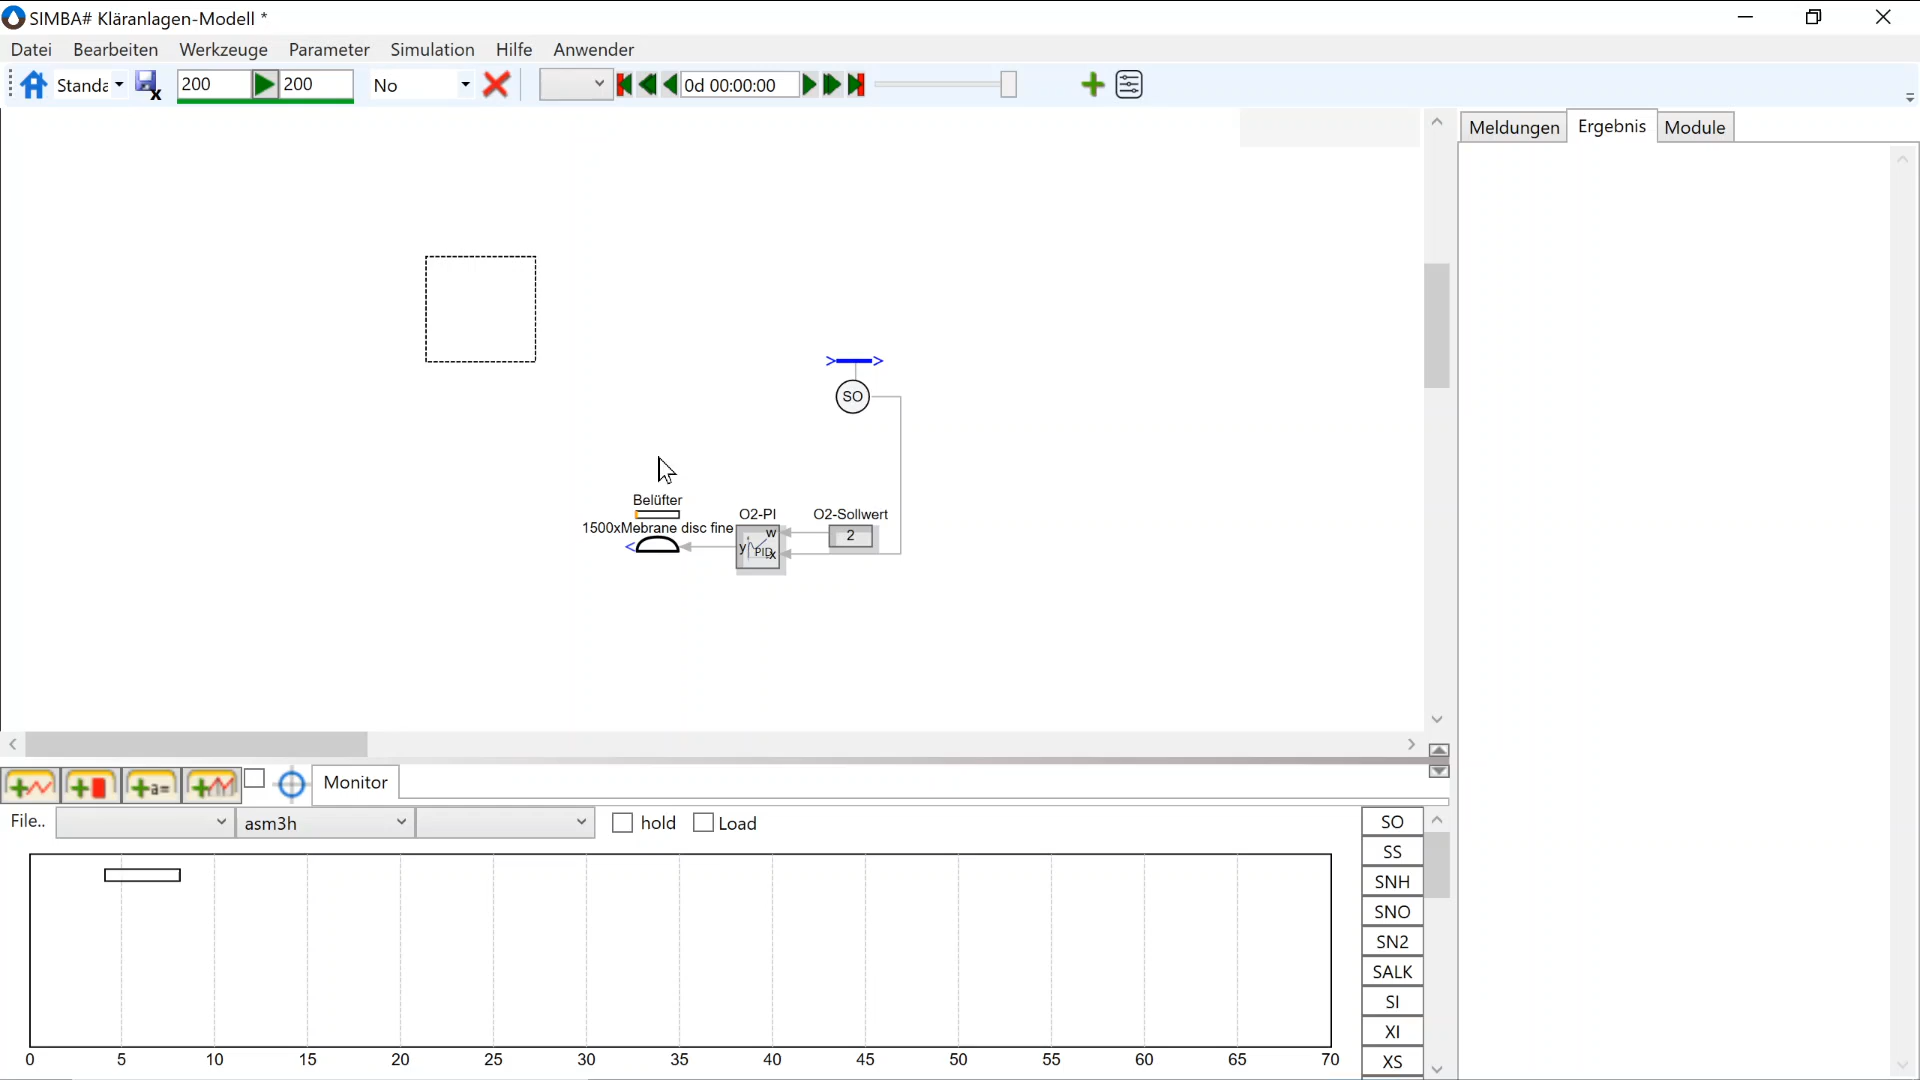 SIMBA# Kläranlagen-Modell *
Datei Bearbeiten Werkzeuge Parameter Simulation Hilfe Anwender
Standa 200 200 No 0d 00:00:00
Meldungen Ergebnis Module
SO
Belüfter
1500xMebrane disc fine
O2-PI
w
y
PID
x
O2-Sollwert
2
a=
Monitor
File.. asm3h hold Load
SO
SS
SNH
SNO
SN2
SALK
SI
XI
XS
0 5 10 15 20 25 30 35 40 45 50 55 60 65 70